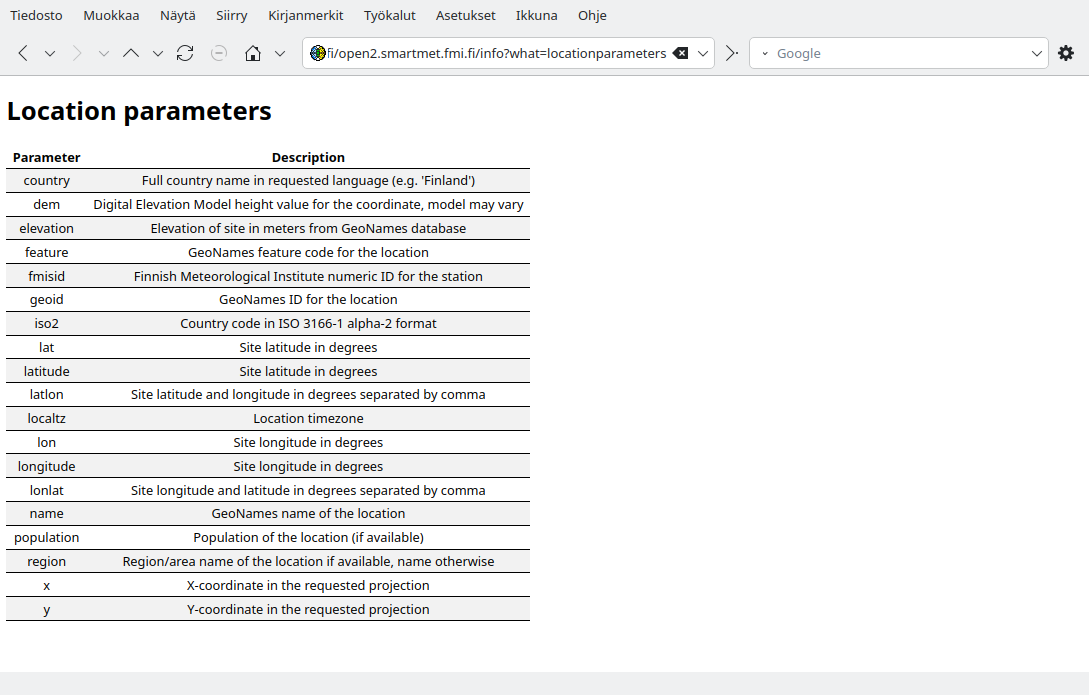 Tiedosto Muokkaa Näytä Siirry Kirjanmerkit Työkalut Asetukset Ikkuna Ohje
fi/open2.smartmet.fmi.fi/info?what=locationparameters Google
Location parameters
Parameter Description
country Full country name in requested language (e.g. 'Finland')
dem Digital Elevation Model height value for the coordinate, model may vary
elevation Elevation of site in meters from GeoNames database
feature GeoNames feature code for the location
fmisid Finnish Meteorological Institute numeric ID for the station
geoid GeoNames ID for the location
iso2 Country code in ISO 3166-1 alpha-2 format
lat Site latitude in degrees
latitude Site latitude in degrees
latlon Site latitude and longitude in degrees separated by comma
localtz Location timezone
lon Site longitude in degrees
longitude Site longitude in degrees
lonlat Site longitude and latitude in degrees separated by comma
name GeoNames name of the location
population Population of the location (if available)
region Region/area name of the location if available, name otherwise
x X-coordinate in the requested projection
y Y-coordinate in the requested projection